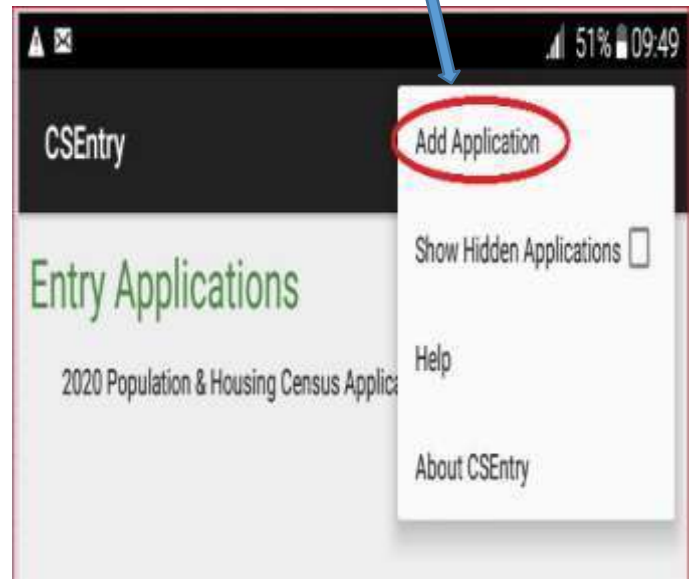 51% 09:49
CSEntry
Add Application
Show Hidden Applications
Entry Applications
2020 Population & Housing Census Applica
Help
About CSEntry